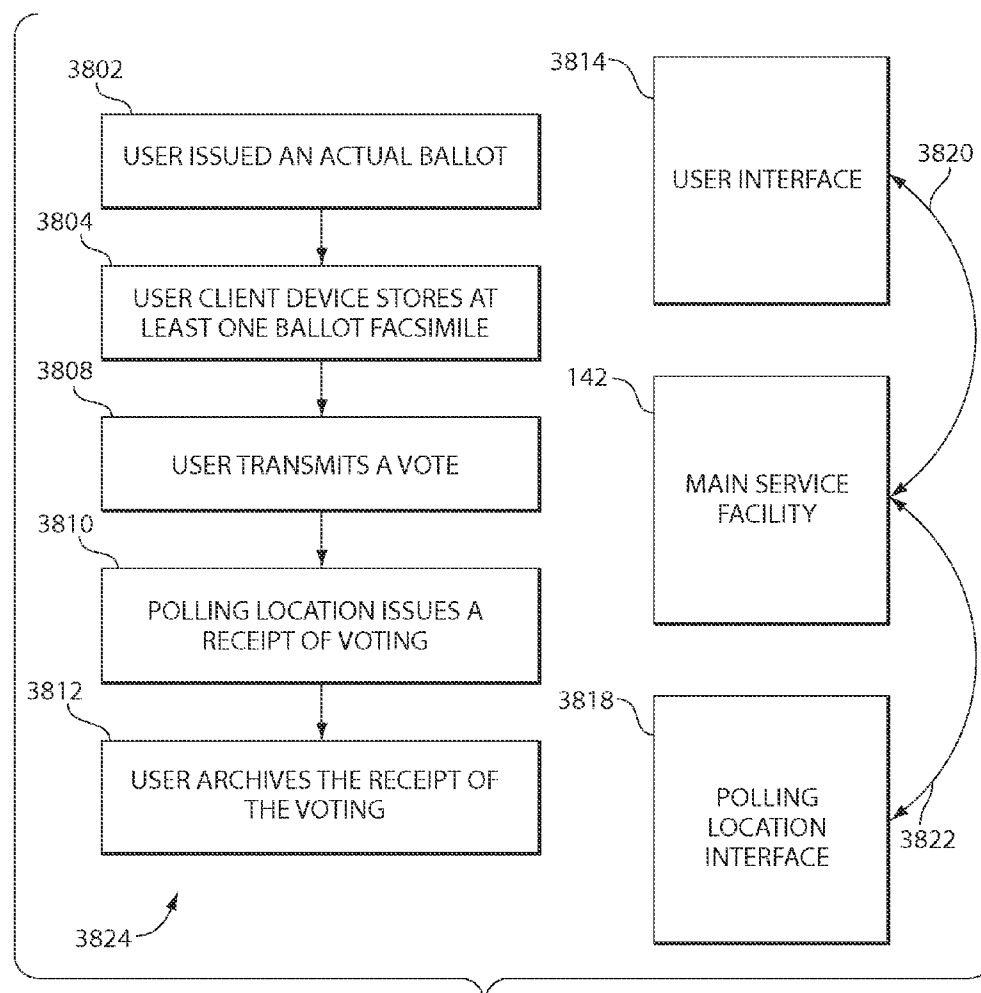 3802
USER ISSUED AN ACTUAL BALLOT
3804
USER CLIENT DEVICE STORES AT
LEAST ONE BALLOT FACSIMILE
3808
USER TRANSMITS A VOTE
3810
POLLING LOCATION ISSUES A
RECEIPT OF VOTING
3812
USER ARCHIVES THE RECEIPT OF
THE VOTING
3824
3814
USER INTERFACE
3820
142
MAIN SERVICE
FACILITY
3818
POLLING
LOCATION
INTERFACE
3822